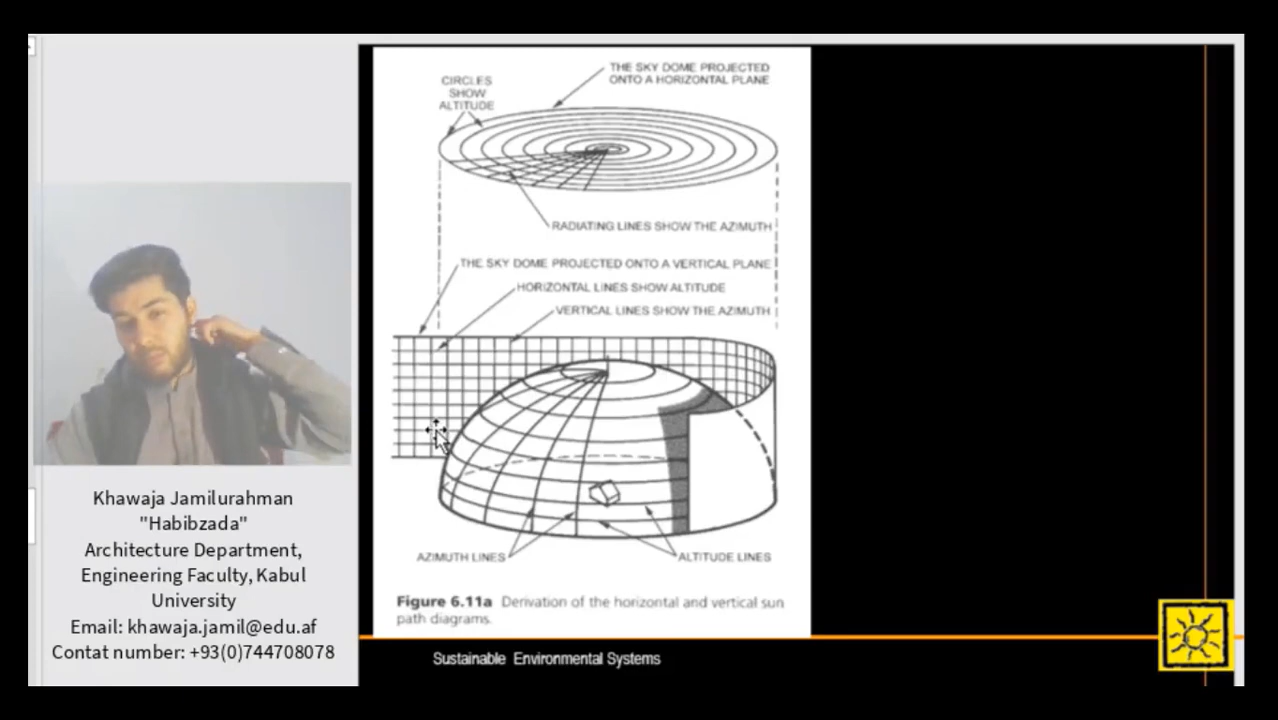 THE SKY DOME PROJECTED
ONTO A HORIZONTAL PLANE
CIRCLES
SHOW
ALTITUDE
RADIATING LINES SHOW THE AZIMUTH
THE SKY DOME PROJECTED ONTO A VERTICAL PLANE
HORIZONTAL LINES SHOW ALTITUDE
VERTICAL LINES SHOW THE AZIMUTH
AZIMUTH LINES
ALTITUDE LINES
Figure 6.11a Derivation of the horizontal and vertical sun
path diagrams.
Khawaja Jamilurahman
"Habibzada"
Architecture Department,
Engineering Faculty, Kabul
University
Email: khawaja.jamil@edu.af
Contat number: +93(0)744708078
Sustainable Environmental Systems